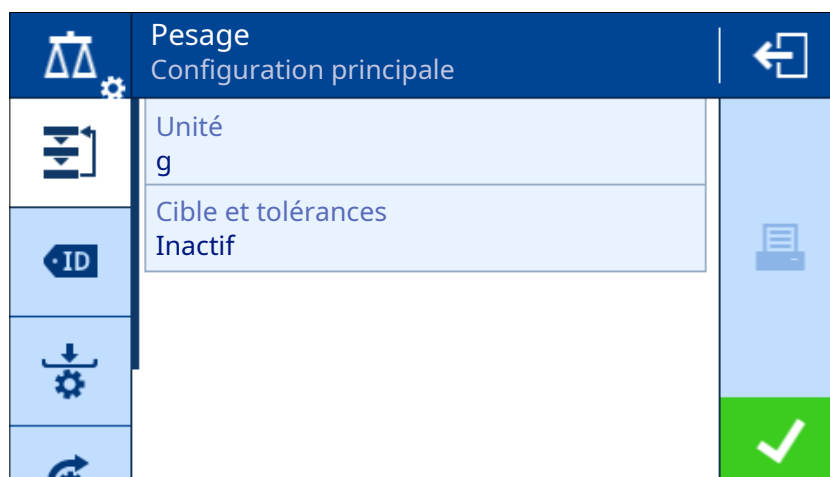 Pesage
Configuration principale
Unité
g
Cible et tolérances
Inactif
ID